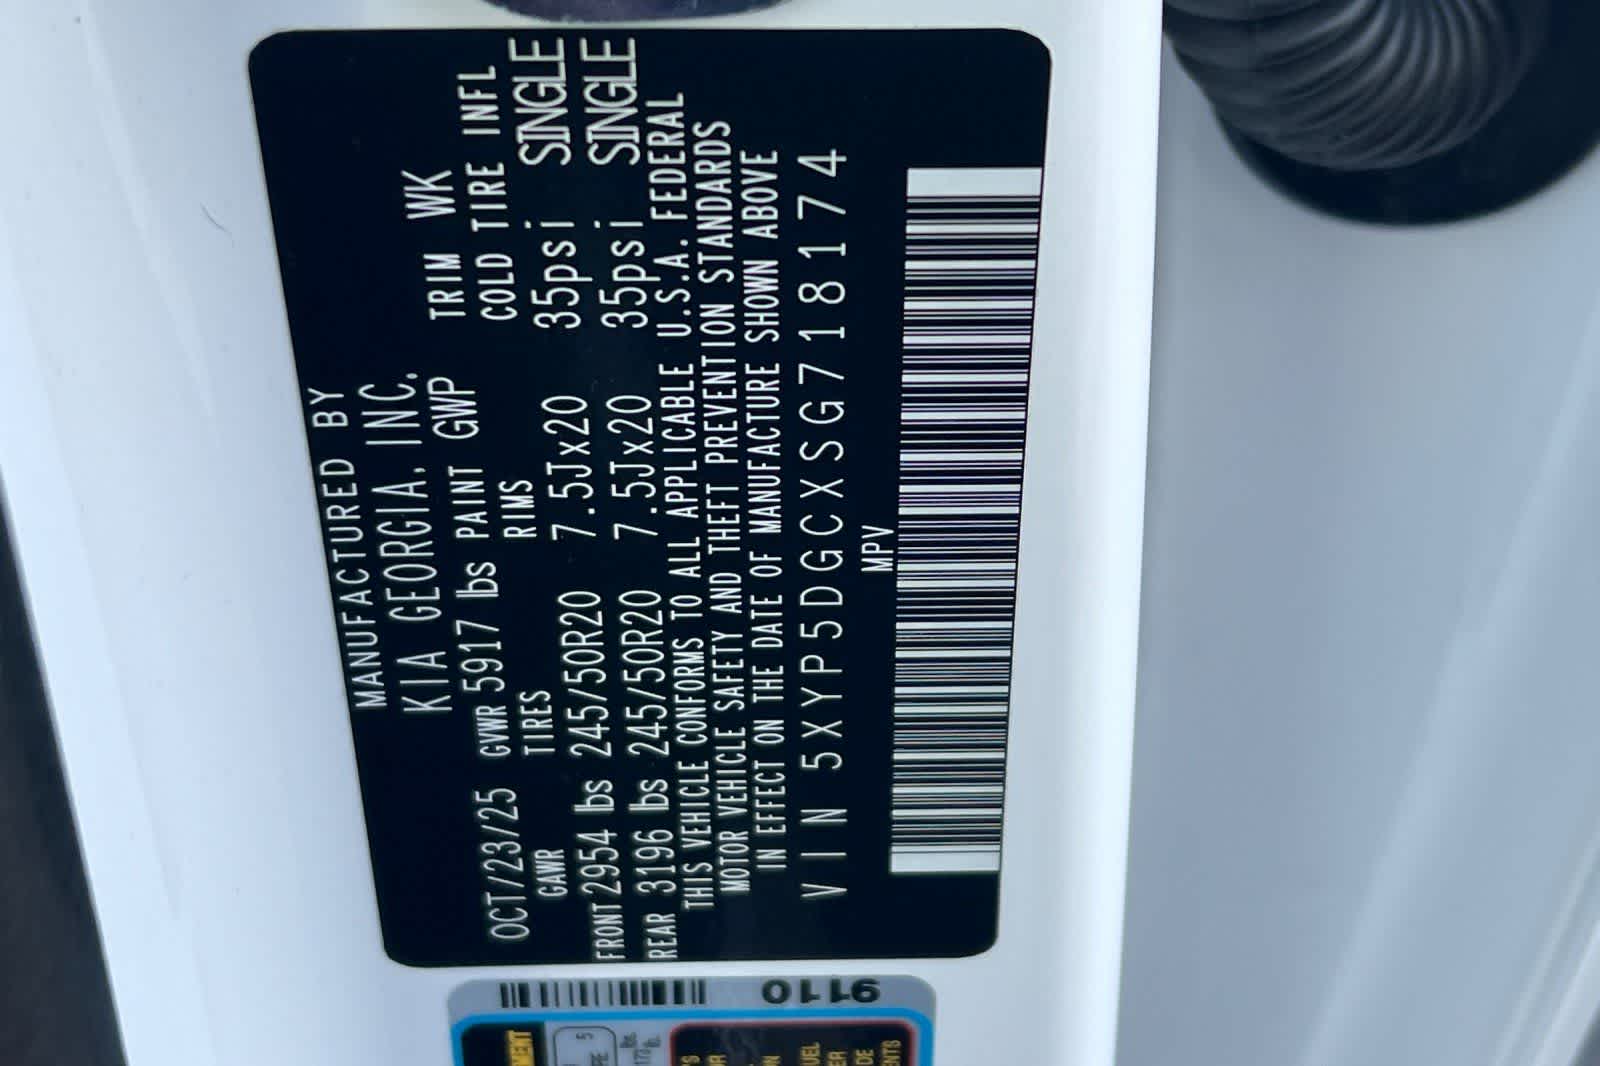 MANUFACTURED BY
KIA GEORGIA, INC.
OCT/23/25 GVWR 5917 lbs PAINT GWP TRIM WK
GAWR TIRES RIMS COLD TIRE INFL
FRONT 2954 lbs 245/50R20 7.5Jx20 35psi SINGLE
REAR 3196 lbs 245/50R20 7.5Jx20 35psi SINGLE
THIS VEHICLE CONFORMS TO ALL APPLICABLE U.S.A. FEDERAL
MOTOR VEHICLE SAFETY AND THEFT PREVENTION STANDARDS
IN EFFECT ON THE DATE OF MANUFACTURE SHOWN ABOVE
VIN 5XYP5DGCXSG718174
MPV
9110